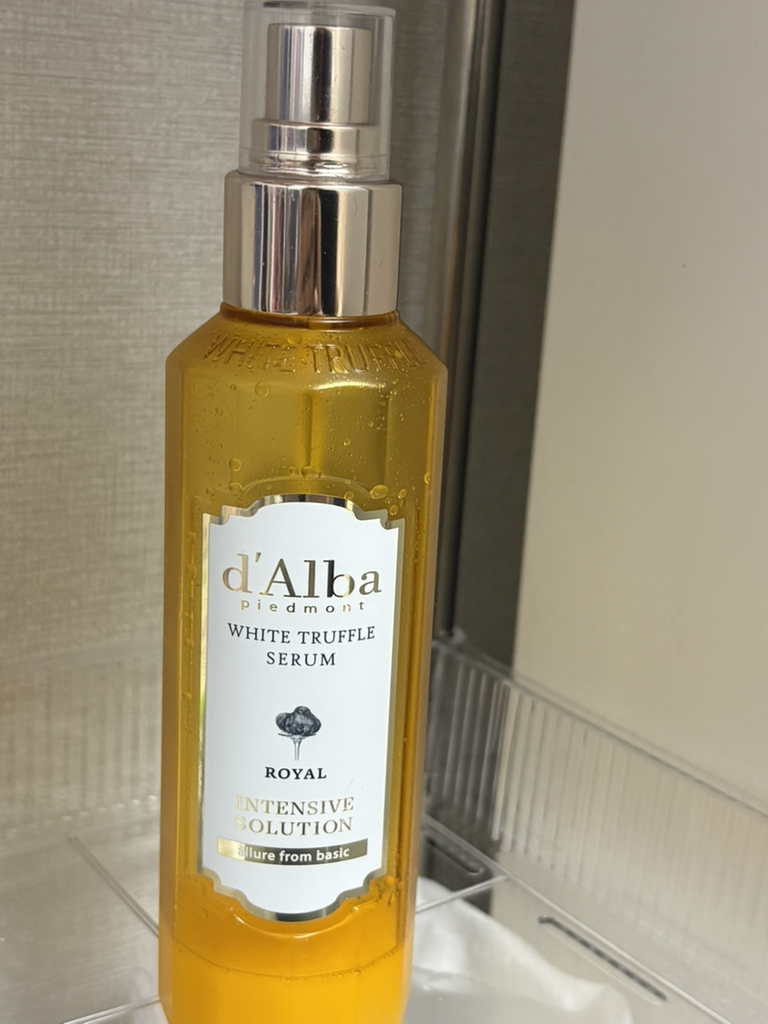 WHITE TRUFFLE
d'Alba
piedmont
WHITE TRUFFLE
SERUM
ROYAL
INTENSIVE
SOLUTION
allure from basic